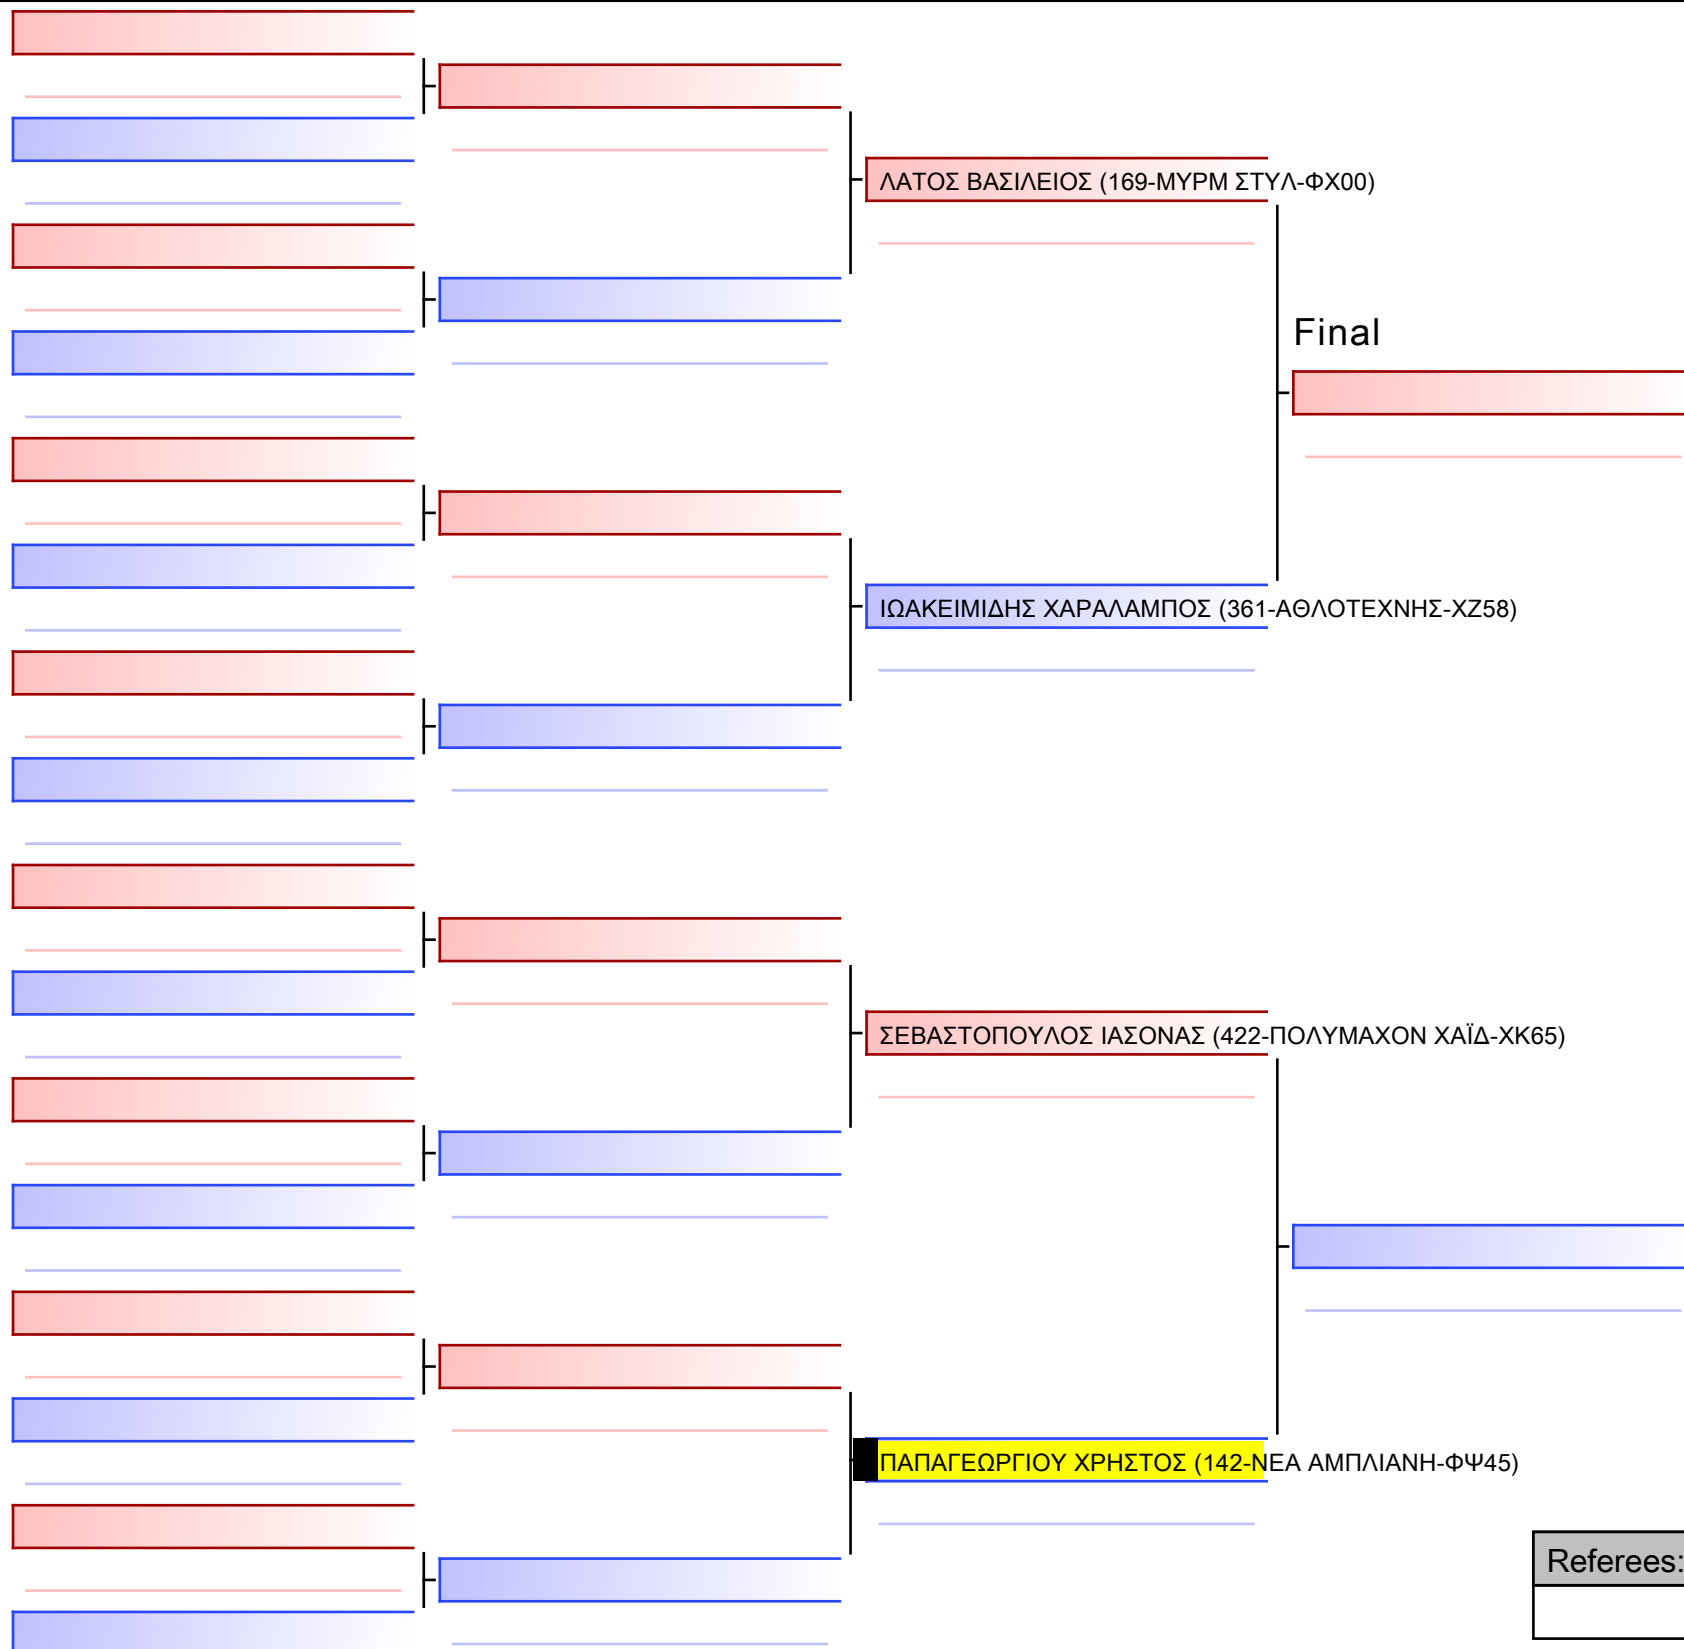 ΛΑΤΟΣ ΒΑΣΙΛΕΙΟΣ (169-ΜΥΡΜ ΣΤΥΛ-ΦΧ00)
Final
ΙΩΑΚΕΙΜΙΔΗΣ ΧΑΡΑΛΑΜΠΟΣ (361-ΑΘΛΟΤΕΧΝΗΣ-ΧΖ58)
ΣΕΒΑΣΤΟΠΟΥΛΟΣ ΙΑΣΟΝΑΣ (422-ΠΟΛΥΜΑΧΟΝ ΧΑΪΔ-ΧΚ65)
ΠΑΠΑΓΕΩΡΓΙΟΥ ΧΡΗΣΤΟΣ (142-ΝΕΑ ΑΜΠΛΙΑΝΗ-ΦΨ45)
Referees: